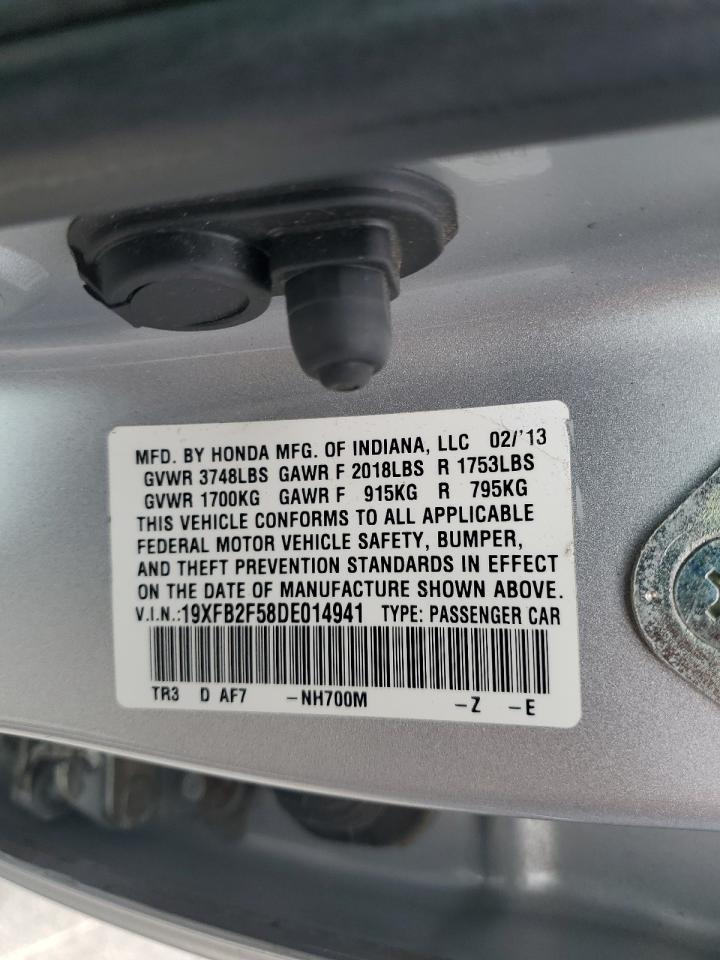 MFD. BY HONDA MFG. OF INDIANA, LLC 02/'13
GVWR 3748LBS GAWR F 2018LBS R 1753LBS
GVWR 1700KG GAWR F 915KG R 795KG
THIS VEHICLE CONFORMS TO ALL APPLICABLE
FEDERAL MOTOR VEHICLE SAFETY, BUMPER,
AND THEFT PREVENTION STANDARDS IN EFFECT
ON THE DATE OF MANUFACTURE SHOWN ABOVE.
V.I.N.:19XFB2F58DE014941 TYPE: PASSENGER CAR
TR3 D AF7 -NH700M -Z -E